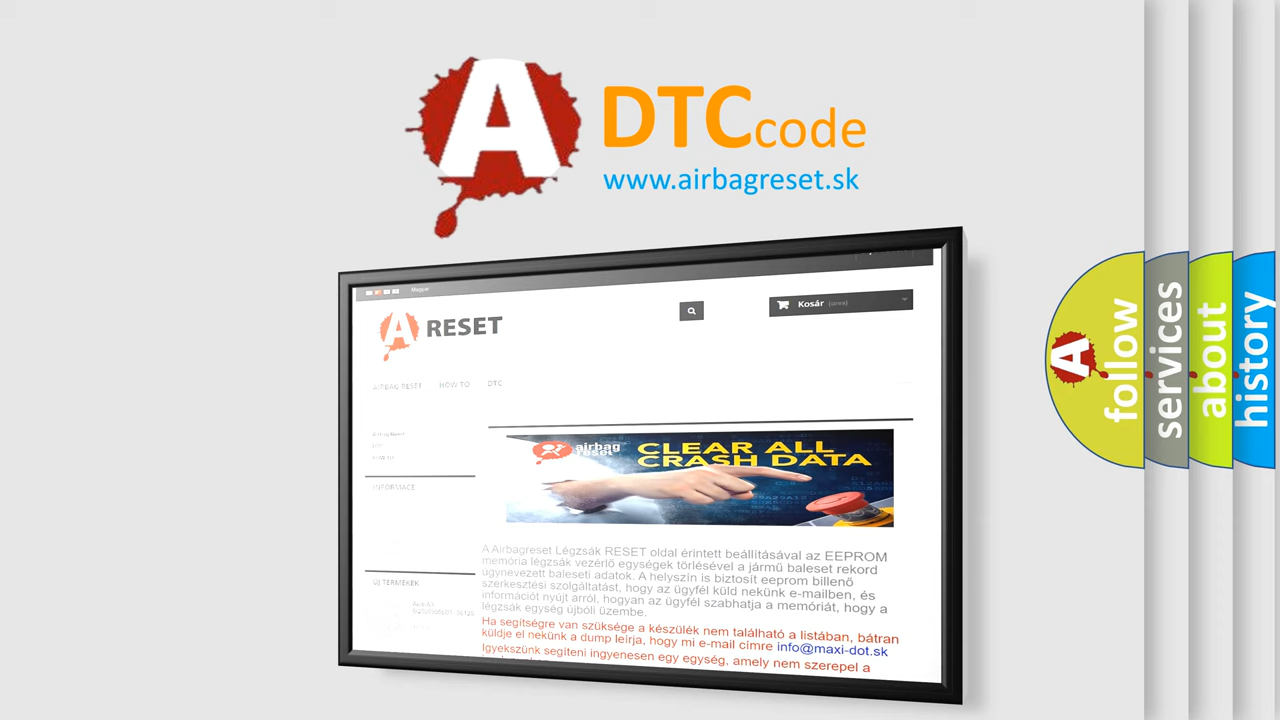 A
DTCcode
www.airbagreset.sk
Magyar
A RESET
Kosár
AIRBAG RESET HOW TO DTC
INFORMACE
airbag
reset
CLEAR ALL
CRASH DATA
A Airbagreset Légzsák RESET oldal érintett beállításával az EEPROM
memória légzsák vezérlő egységek törlésével a jármű baleset rekord
úgynevezett baleseti adatok. A helyszín is biztosít eeprom billenő
szerkesztési szolgáltatást, hogy az ügyfél küld nekünk e-mailben, és
információt nyújt arról, hogyan az ügyfél szabhatja a memóriát, hogy a
légzsák egység újbóli üzembe.
ÚJ TERMÉKEK
Ha segítségre van szüksége a készülék nem található a listában, bátran
küldje el nekünk a dump leírja, hogy mi e-mail címre info@maxi-dot.sk
Igyekszünk segíteni ingyenesen egy egység, amely nem szerepel a
A
follow
services
about
history